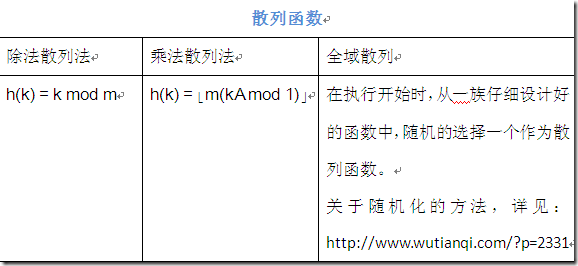 散列函数
除法散列法 乘法散列法 全域散列
h(k) = k mod m h(k) = ⌊m(kA mod 1)⌋ 在执行开始时，从一族仔细设计好
的函数中，随机的选择一个作为散
列函数。
关于随机化的方法，详见：
http://www.wutianqi.com/?p=2331